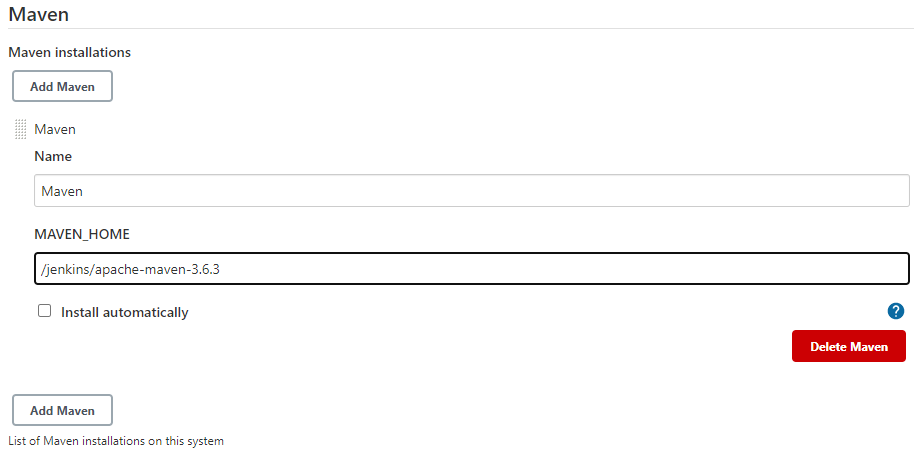 Maven
Maven installations
Add Maven
Maven
Name
Maven
MAVEN_HOME
/jenkins/apache-maven-3.6.3
Install automatically
?
Delete Maven
Add Maven
List of Maven installations on this system